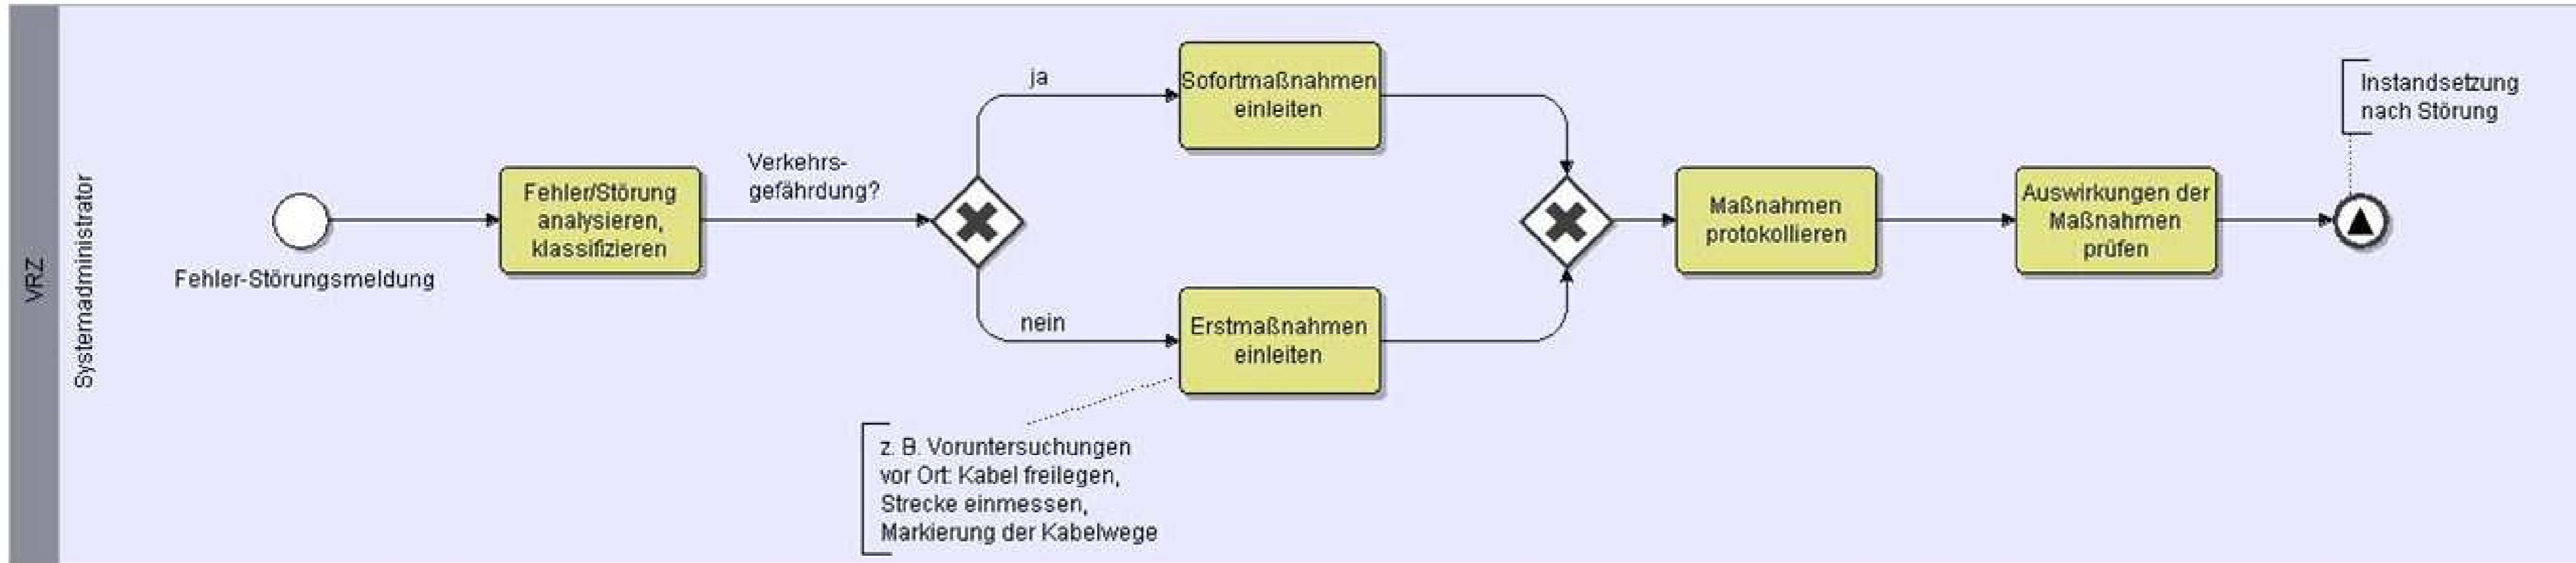 VRZ
Systemadministrator
Fehler-Störungsmeldung
Fehler/Störung
analysieren,
klassifizieren
Verkehrs-
gefährdung?
ja
nein
Sofortmaßnahmen
einleiten
Erstmaßnahmen
einleiten
z. B. Voruntersuchungen
vor Ort: Kabel freilegen,
Strecke einmessen,
Markierung der Kabelwege
Maßnahmen
protokollieren
Auswirkungen der
Maßnahmen
prüfen
Instandsetzung
nach Störung